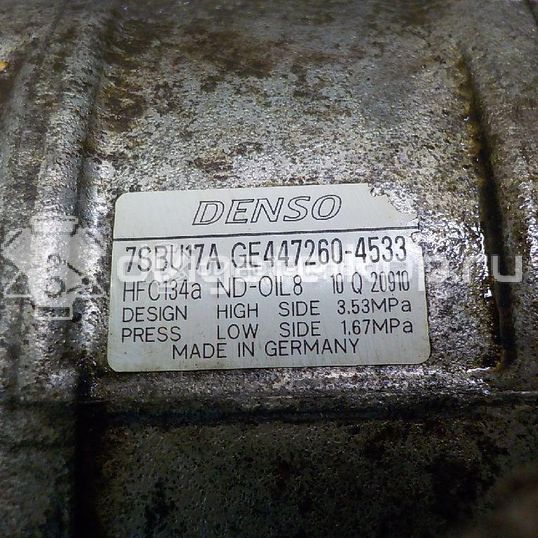 DENSO
7SBU17A GE447260-4533
HFC134a ND-OIL8 10 Q 20910
DESIGN HIGH SIDE 3.53MPa
PRESS LOW SIDE 1.67MPa
MADE IN GERMANY